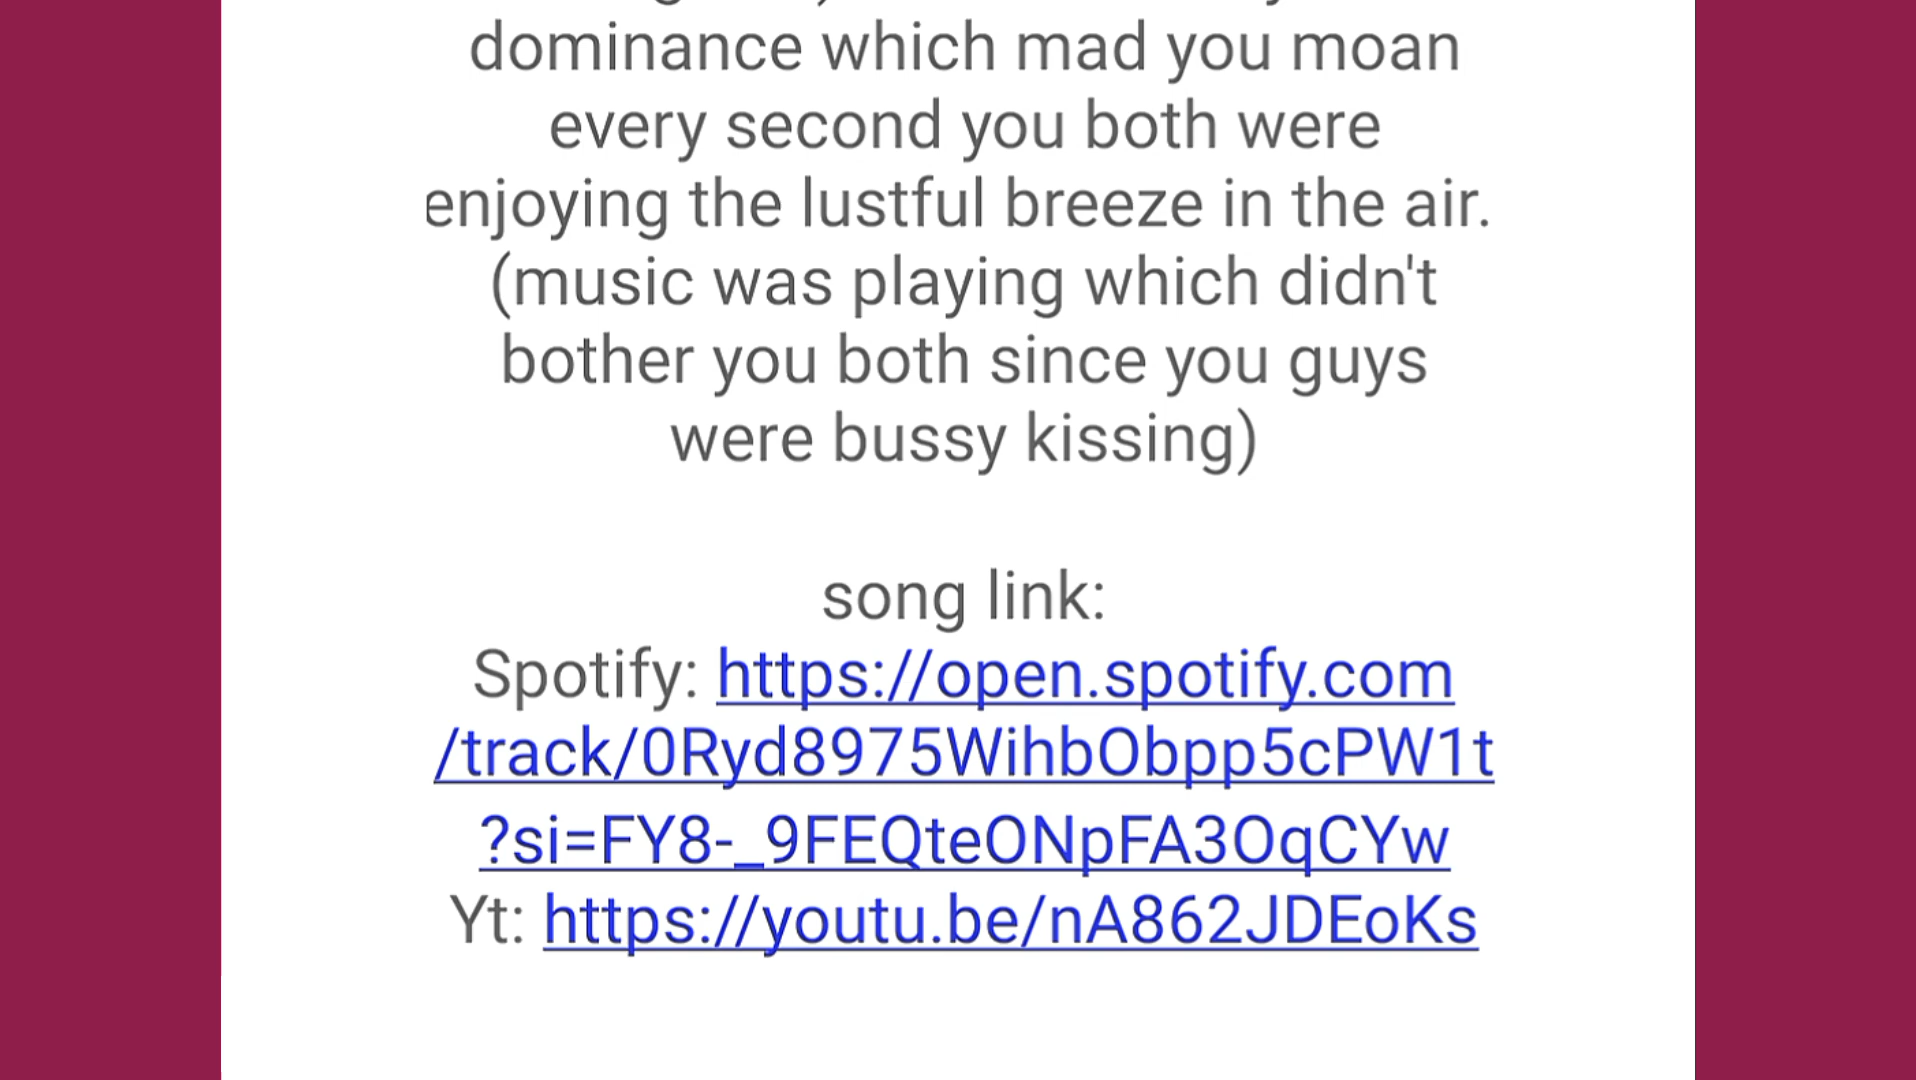 dominance which mad you moan
every second you both were
enjoying the lustful breeze in the air.
(music was playing which didn't
bother you both since you guys
were bussy kissing)
song link:
Spotify: https://open.spotify.com
/track/0Ryd8975WihbObpp5cPW1t
?si=FY8-_9FEQteONpFA3OqCYw
Yt: https://youtu.be/nA862JDEoKs